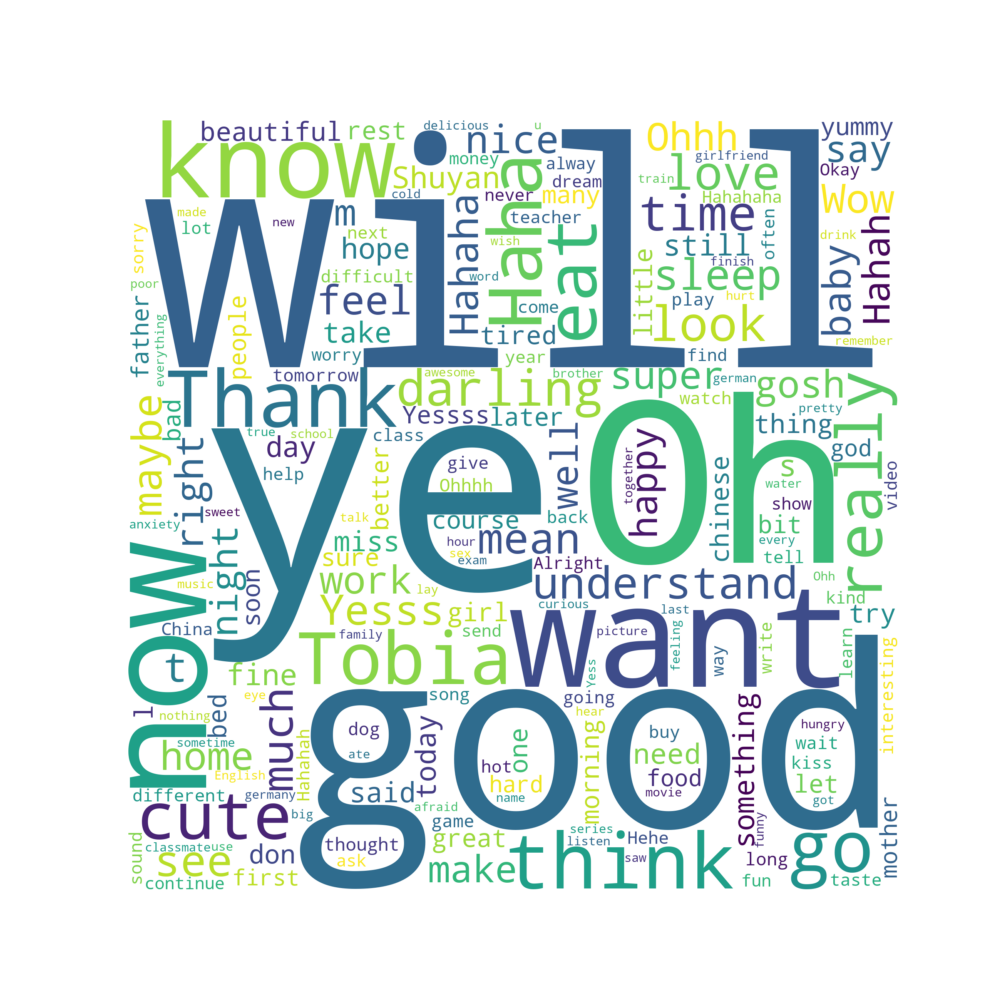 beautiful
rest
delicious
u
nice
Ohhh
yummy
know
money
alway
girlfriend
say
Shuyan
dream
love
Okay
train
cold
never
many
Hahahaha
Wow
Will
made
new
m
Hahaha
Haha
teacher
time
often
drink
lot
next
hope
wish
eat
still
finish
baby
Hahah
sorry
poor
difficult
word
sleep
little
father
people
feel
come
play
hurt
everything
take
tired
look
remember
worry
year
find
tomorrow
awesome
brother
super
german
gosh
Thank
darling
watch
pretty
maybe
bad
Yessss
later
thing
really
true
school
class
well
right
day
better
ye
Oh
happy
together
god
help
give
s
water
video
Ohhhh
chinese
show
sweet
course
back
bit
anxiety
talk
miss
mean
every
tell
hour
sex
exam
sure
Alright
now
night
soon
music
work
lay
understand
Ohh
kind
China
Yesss
girl
curious
last
try
family
send
want
picture
t
Tobia
feeling
Yess
way
write
learn
interesting
fine
l
eye
song
going
much
nothing
bed
dog
today
hear
something
hungry
sometime
home
ate
one
morning
buy
need
wait
English
Hahahah
good
hot
food
kiss
different
germany
said
hard
movie
let
name
got
cute
big
afraid
game
series
Hehe
funny
mother
classmate
use
thought
great
listen
sound
see
don
ask
saw
long
go
continue
first
make
think
fun
taste